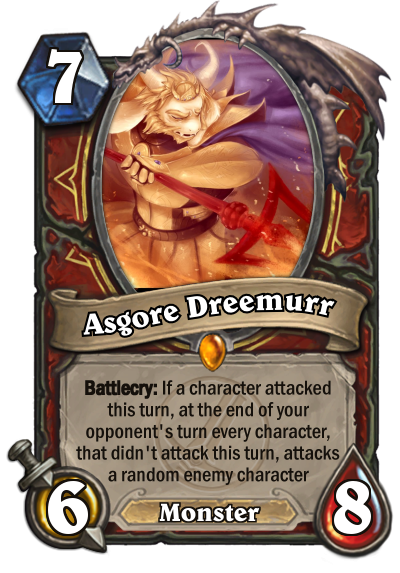 7
Asgore Dreemurr
Battlecry: If a character attacked
this turn, at the end of your
opponent's turn every character,
that didn't attack this turn, attacks
a random enemy character
6
Monster
8